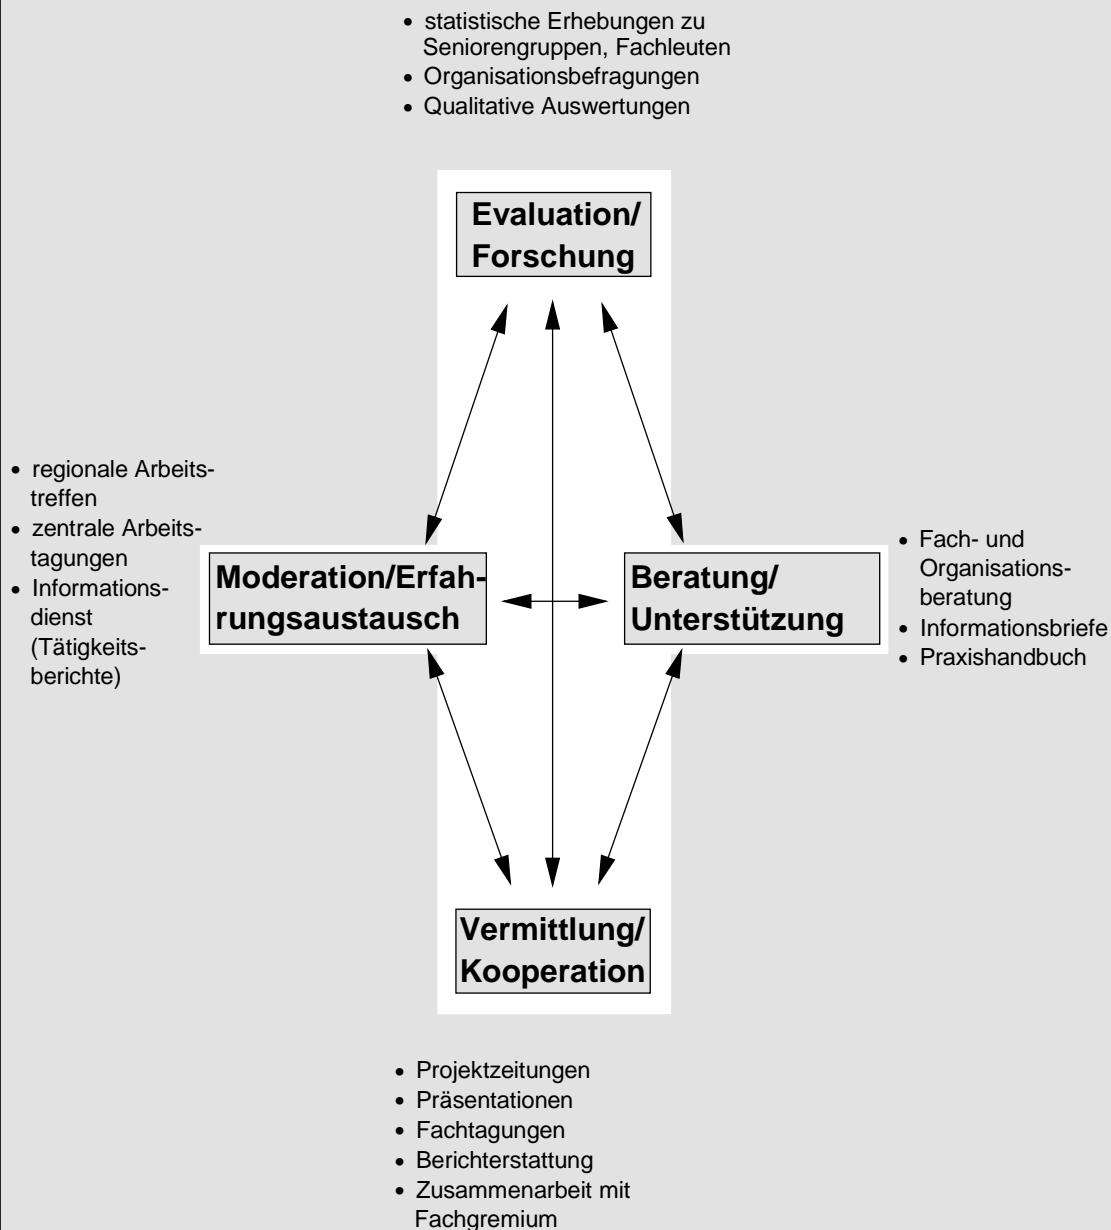 • statistische Erhebungen zu
Seniorengruppen, Fachleuten
• Organisationsbefragungen
• Qualitative Auswertungen
Evaluation/
Forschung
• regionale Arbeits-
treffen
• zentrale Arbeits-
tagungen
• Informations-
dienst
(Tätigkeits-
berichte)
Moderation/Erfah-
rungsaustausch
Beratung/
Unterstützung
• Fach- und
Organisations-
beratung
• Informationsbriefe
• Praxishandbuch
Vermittlung/
Kooperation
• Projektzeitungen
• Präsentationen
• Fachtagungen
• Berichterstattung
• Zusammenarbeit mit
Fachgremium